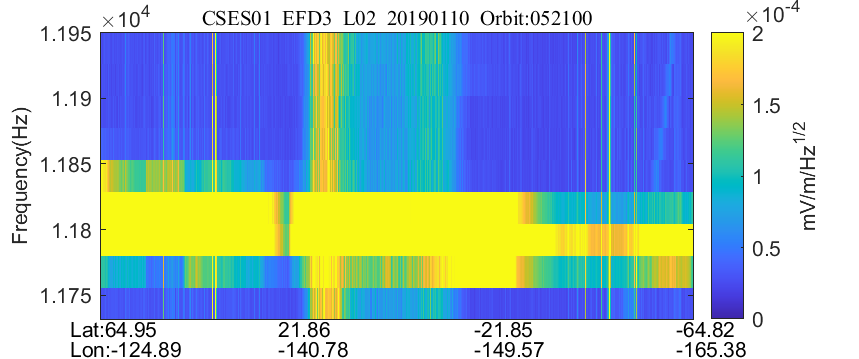 CSES01 EFD3 L02 20190110 Orbit:052100
×10⁴
×10⁻⁴
1.195
1.19
1.185
1.18
1.175
Frequency(Hz)
2
1.5
1
0.5
0
mV/m/Hz^1/2
Lat:64.95 21.86 -21.85 -64.82
Lon:-124.89 -140.78 -149.57 -165.38